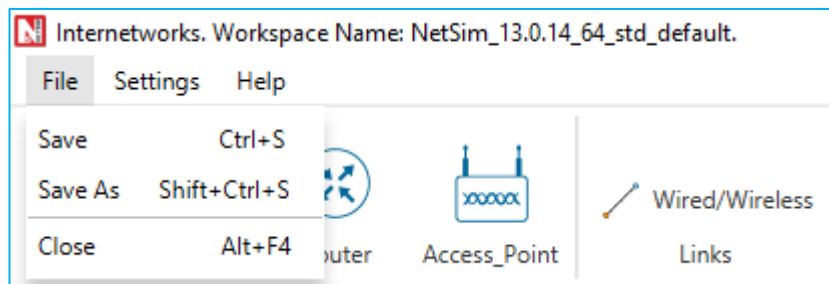 Internetworks. Workspace Name: NetSim_13.0.14_64_std_default.
File Settings Help
Save Ctrl+S
Save As Shift+Ctrl+S
Close Alt+F4
Access_Point
Wired/Wireless
Links